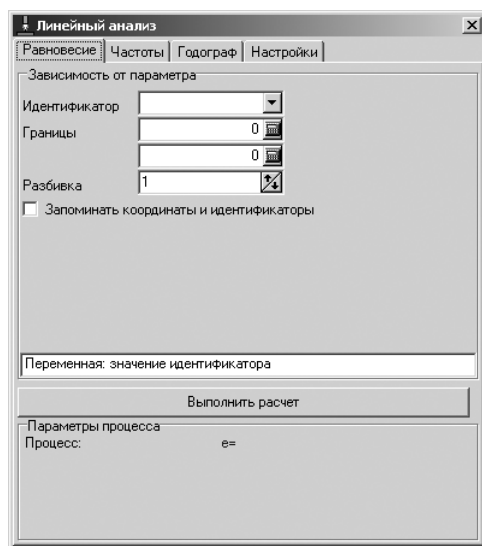 Линейный анализ
Равновесие Частоты Годограф Настройки
Зависимость от параметра
Идентификатор
Границы 0
0
Разбивка 1
Запоминать координаты и идентификаторы
Переменная: значение идентификатора
Выполнить расчет
Параметры процесса
Процесс: e=